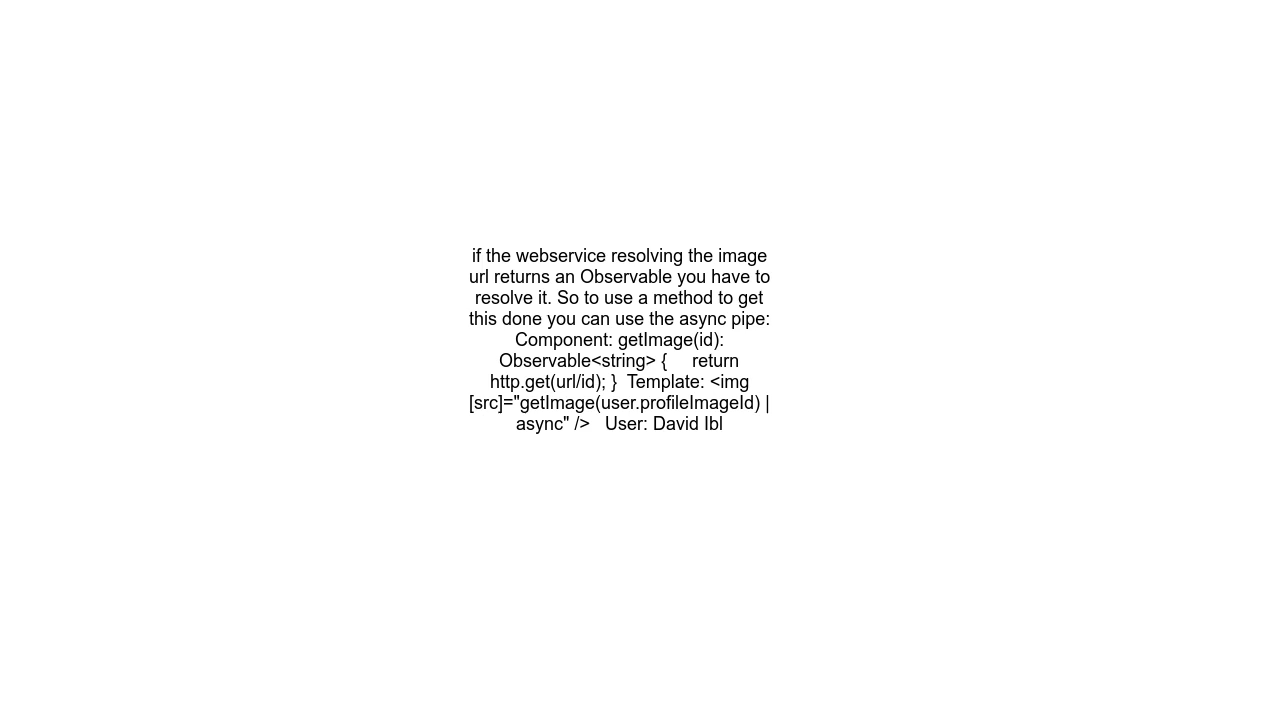 if the webservice resolving the image
url returns an Observable you have to
resolve it. So to use a method to get
this done you can use the async pipe:
Component: getImage(id):
Observable<string> {     return
http.get(url/id); }  Template: <img
[src]="getImage(user.profileImageId) |
async" />   User: David Ibl